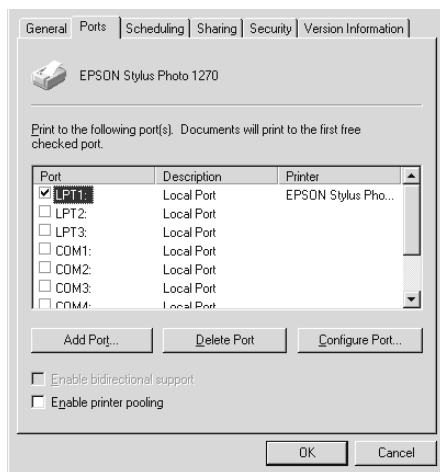 General Ports Scheduling Sharing Security Version Information
EPSON Stylus Photo 1270
Print to the following port(s). Documents will print to the first free
checked port.
Port Description Printer
LPT1: Local Port EPSON Stylus Pho...
LPT2: Local Port
LPT3: Local Port
COM1: Local Port
COM2: Local Port
COM3: Local Port
COM4: Local Port
Add Port... Delete Port Configure Port...
Enable bidirectional support
Enable printer pooling
OK Cancel